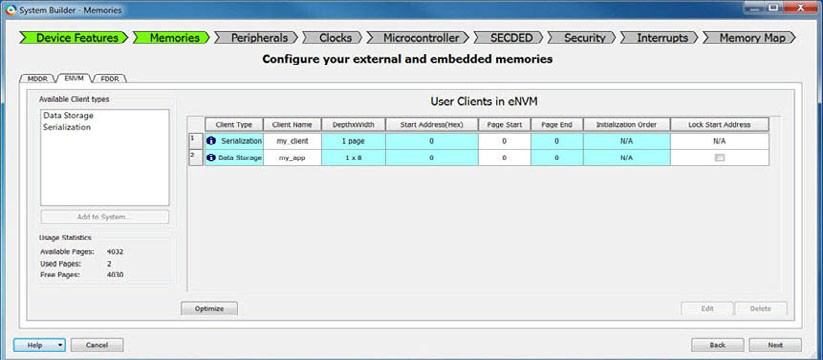 System Builder - Memories
Device Features Memories Peripherals Clocks Microcontroller SECDED Security Interrupts Memory Map
Configure your external and embedded memories
MDDR ENVM FDDR
Available Client types
Data Storage
Serialization
Add to System...
Usage Statistics
Available Pages: 4032
Used Pages: 2
Free Pages: 4030
User Clients in eNVM
Client Type Client Name DepthxWidth Start Address(Hex) Page Start Page End Initialization Order Lock Start Address
1 Serialization my_client 1 page 0 0 0 N/A N/A
2 Data Storage my_app 1 x 8 0 0 0 N/A
Optimize Edit Delete
Help Cancel Back Next